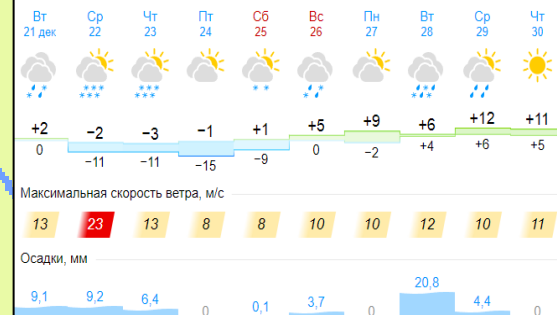 Вт Ср Чт Пт Сб Вс Пн Вт Ср Чт
21 дек 22 23 24 25 26 27 28 29 30
+2 −2 −3 −1 +1 +5 +9 +6 +12 +11
0 −11 −11 −15 −9 0 −2 +4 +6 +5
Максимальная скорость ветра, м/с
13 23 13 8 8 10 10 12 10 11
Осадки, мм
9,1 9,2 6,4 0 0,1 3,7 0 20,8 4,4 0